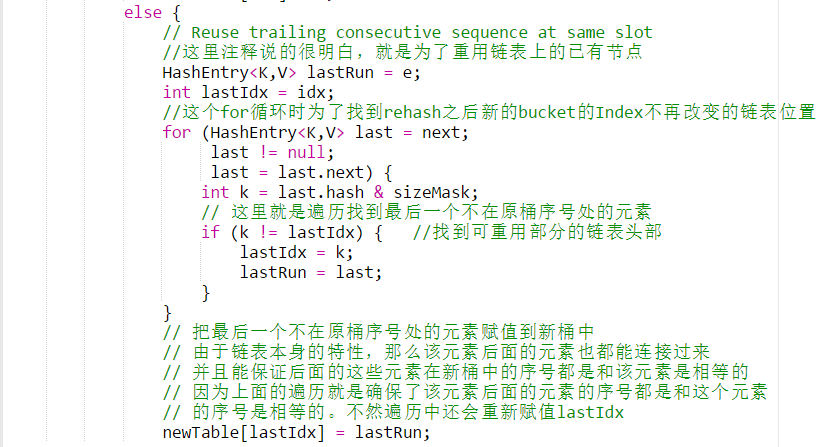 else {
// Reuse trailing consecutive sequence at same slot
//这里注释说的很明白，就是为了重用链表上的已有节点
HashEntry<K,V> lastRun = e;
int lastIdx = idx;
//这个for循环时为了找到rehash之后新的bucket的Index不再改变的链表位置
for (HashEntry<K,V> last = next;
last != null;
last = last.next) {
int k = last.hash & sizeMask;
// 这里就是遍历找到最后一个不在原桶序号处的元素
if (k != lastIdx) {   //找到可重用部分的链表头部
lastIdx = k;
lastRun = last;
}
}
// 把最后一个不在原桶序号处的元素赋值到新桶中
// 由于链表本身的特性，那么该元素后面的元素也都能连接过来
// 并且能保证后面的这些元素在新桶中的序号都是和该元素是相等的
// 因为上面的遍历就是确保了该元素后面的元素的序号都是和这个元素
// 的序号是相等的。不然遍历中还会重新赋值lastIdx
newTable[lastIdx] = lastRun;